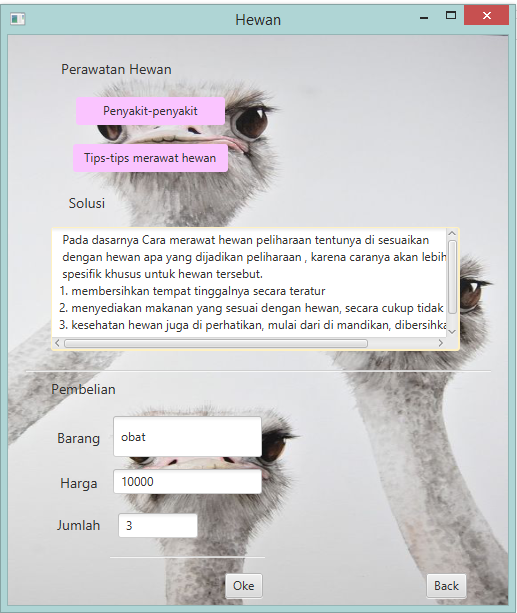 Hewan
Perawatan Hewan
Penyakit-penyakit
Tips-tips merawat hewan
Solusi
Pada dasarnya Cara merawat hewan peliharaan tentunya di sesuaikan
dengan hewan apa yang dijadikan peliharaan , karena caranya akan lebih
spesifik khusus untuk hewan tersebut.
1. membersihkan tempat tinggalnya secara teratur
2. menyediakan makanan yang sesuai dengan hewan, secara cukup tidak
3. kesehatan hewan juga di perhatikan, mulai dari di mandikan, dibersihka
Pembelian
Barang obat
Harga 10000
Jumlah 3
Oke Back